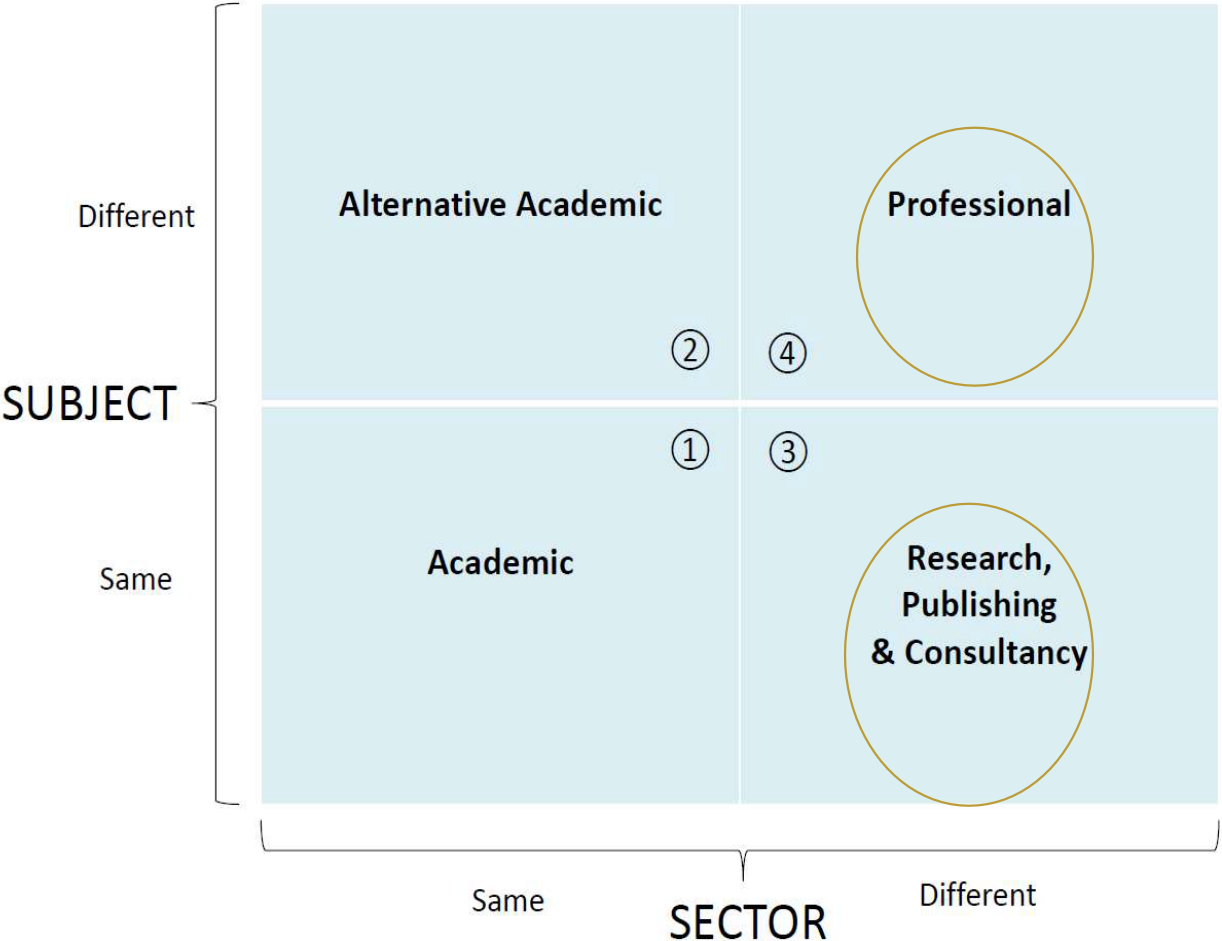 Different
Alternative Academic
Professional
②
④
SUBJECT
①
③
Same
Academic
Research,
Publishing
& Consultancy
Same
Different
SECTOR